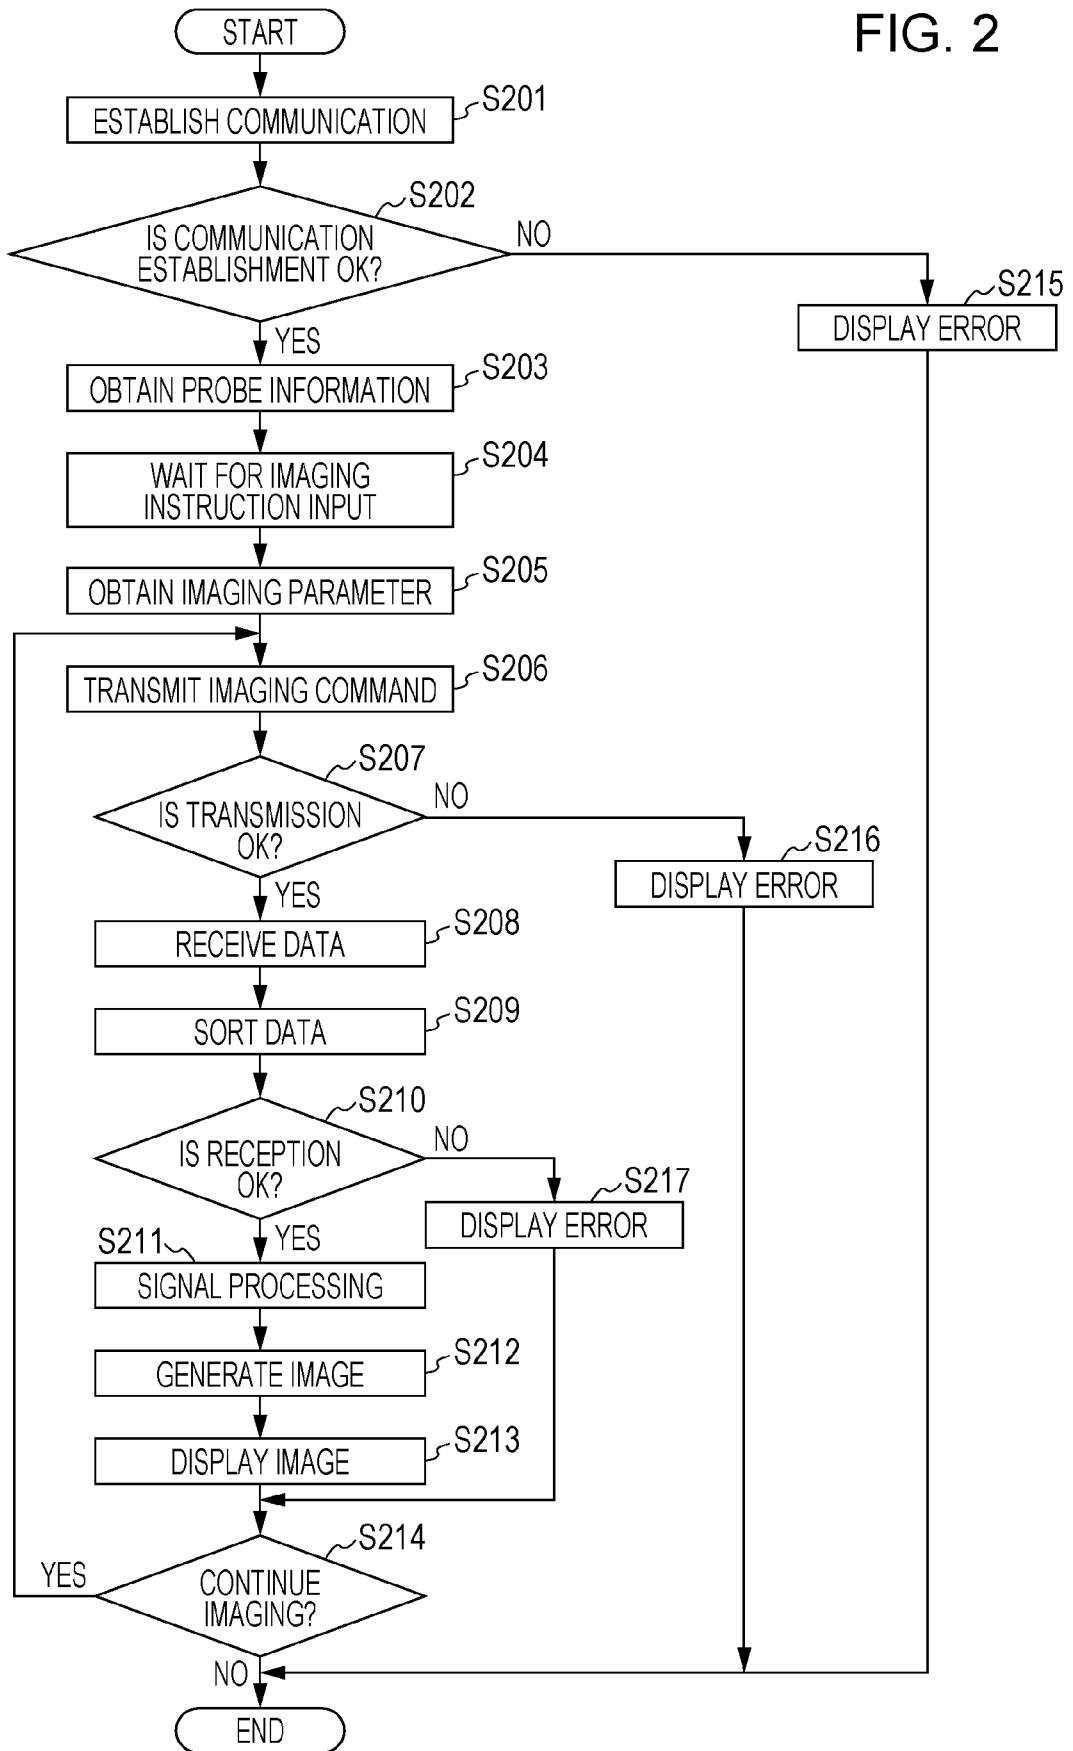 FIG. 2
START
S201
ESTABLISH COMMUNICATION
S202
IS COMMUNICATION
ESTABLISHMENT OK?
NO
S215
DISPLAY ERROR
YES
S203
OBTAIN PROBE INFORMATION
S204
WAIT FOR IMAGING
INSTRUCTION INPUT
S205
OBTAIN IMAGING PARAMETER
S206
TRANSMIT IMAGING COMMAND
S207
IS TRANSMISSION
OK?
NO
S216
DISPLAY ERROR
YES
S208
RECEIVE DATA
S209
SORT DATA
S210
IS RECEPTION
OK?
NO
S217
DISPLAY ERROR
YES
S211
SIGNAL PROCESSING
S212
GENERATE IMAGE
S213
DISPLAY IMAGE
S214
CONTINUE
IMAGING?
YES
NO
END